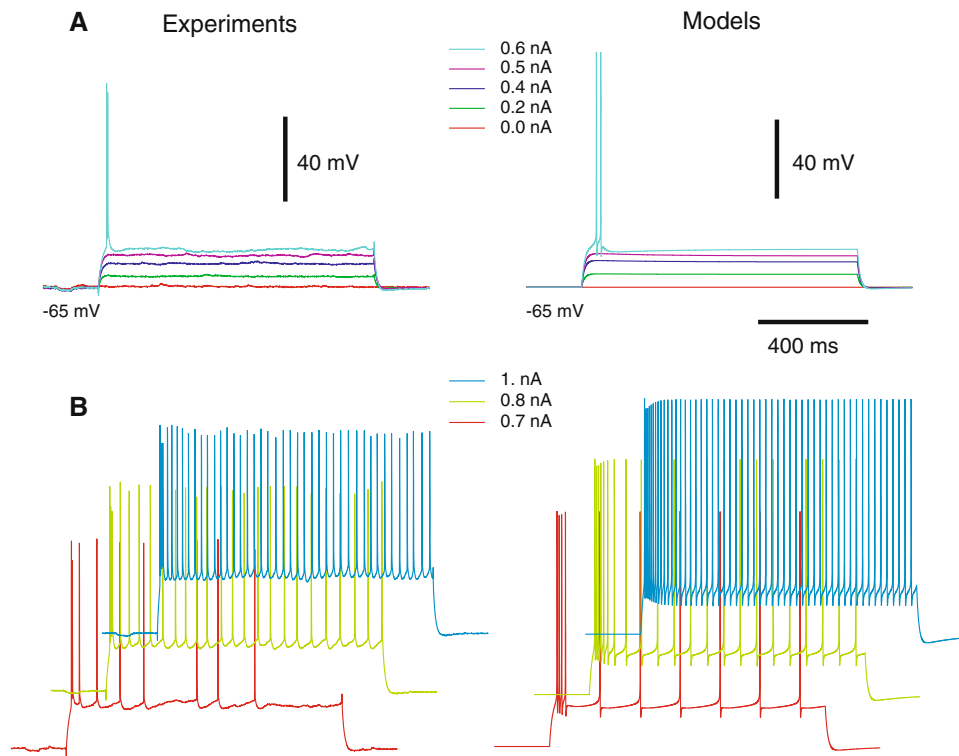 A
Experiments
Models
0.6 nA
0.5 nA
0.4 nA
0.2 nA
0.0 nA
40 mV
40 mV
-65 mV
-65 mV
400 ms
B
1. nA
0.8 nA
0.7 nA